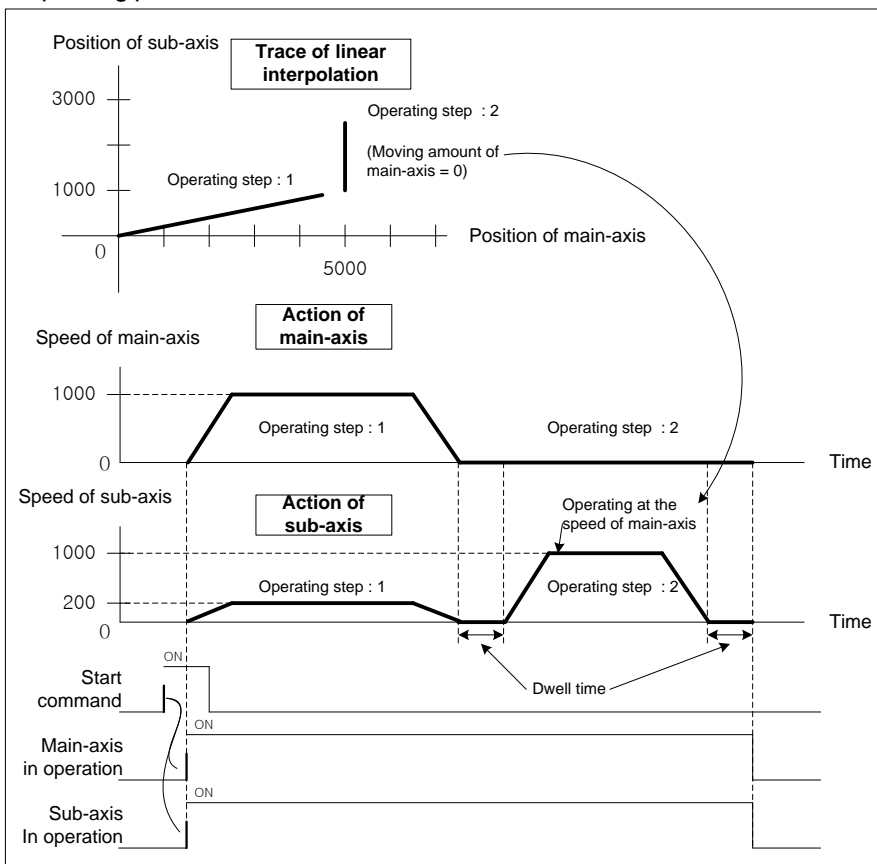 Position of sub-axis
Trace of linear
interpolation
3000
Operating step : 2
(Moving amount of
main-axis = 0)
Operating step : 1
1000
Position of main-axis
0
5000
Action of
main-axis
Speed of main-axis
1000
Operating step : 1
Operating step : 2
0
Time
Speed of sub-axis
Action of
sub-axis
Operating at the
speed of main-axis
1000
Operating step : 1
Operating step : 2
200
0
Time
ON
Start
command
Dwell time
ON
Main-axis
in operation
ON
Sub-axis
In operation